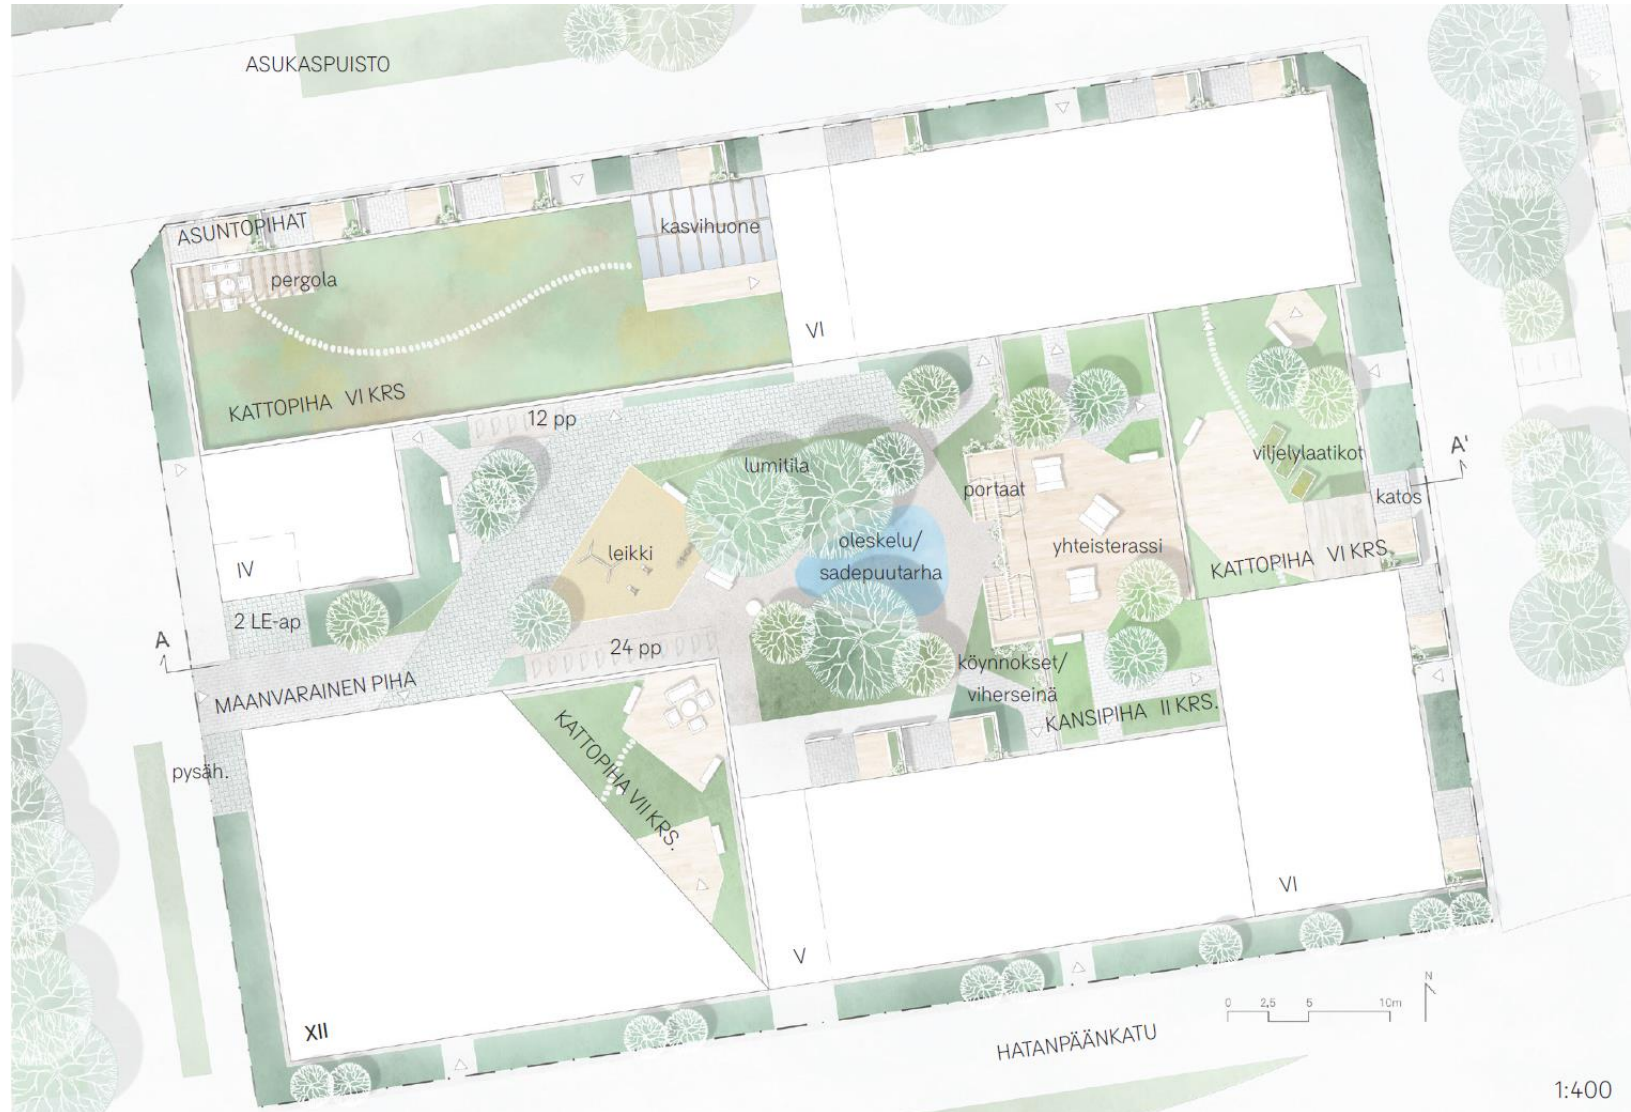 ASUKASPUISTO
ASUNTOPIHAT
kasvihuone
pergola
VI
KATTOPIHA VI KRS
12 pp
lumitila
viljelylaatikot
A'
portaat
katos
leikki
oleskelu/
sadepuutarha
yhteisterassi
KATTOPIHA VI KRS
IV
2 LE-ap
A
24 pp
MAANVARAINEN PIHA
köynnokset/
viherseinä
KANSIPIHA II KRS.
KATTOPIHA VII KRS.
pysäh.
VI
V
XII
N
0 2,5 5 10m
HATANPÄÄNKATU
1:400